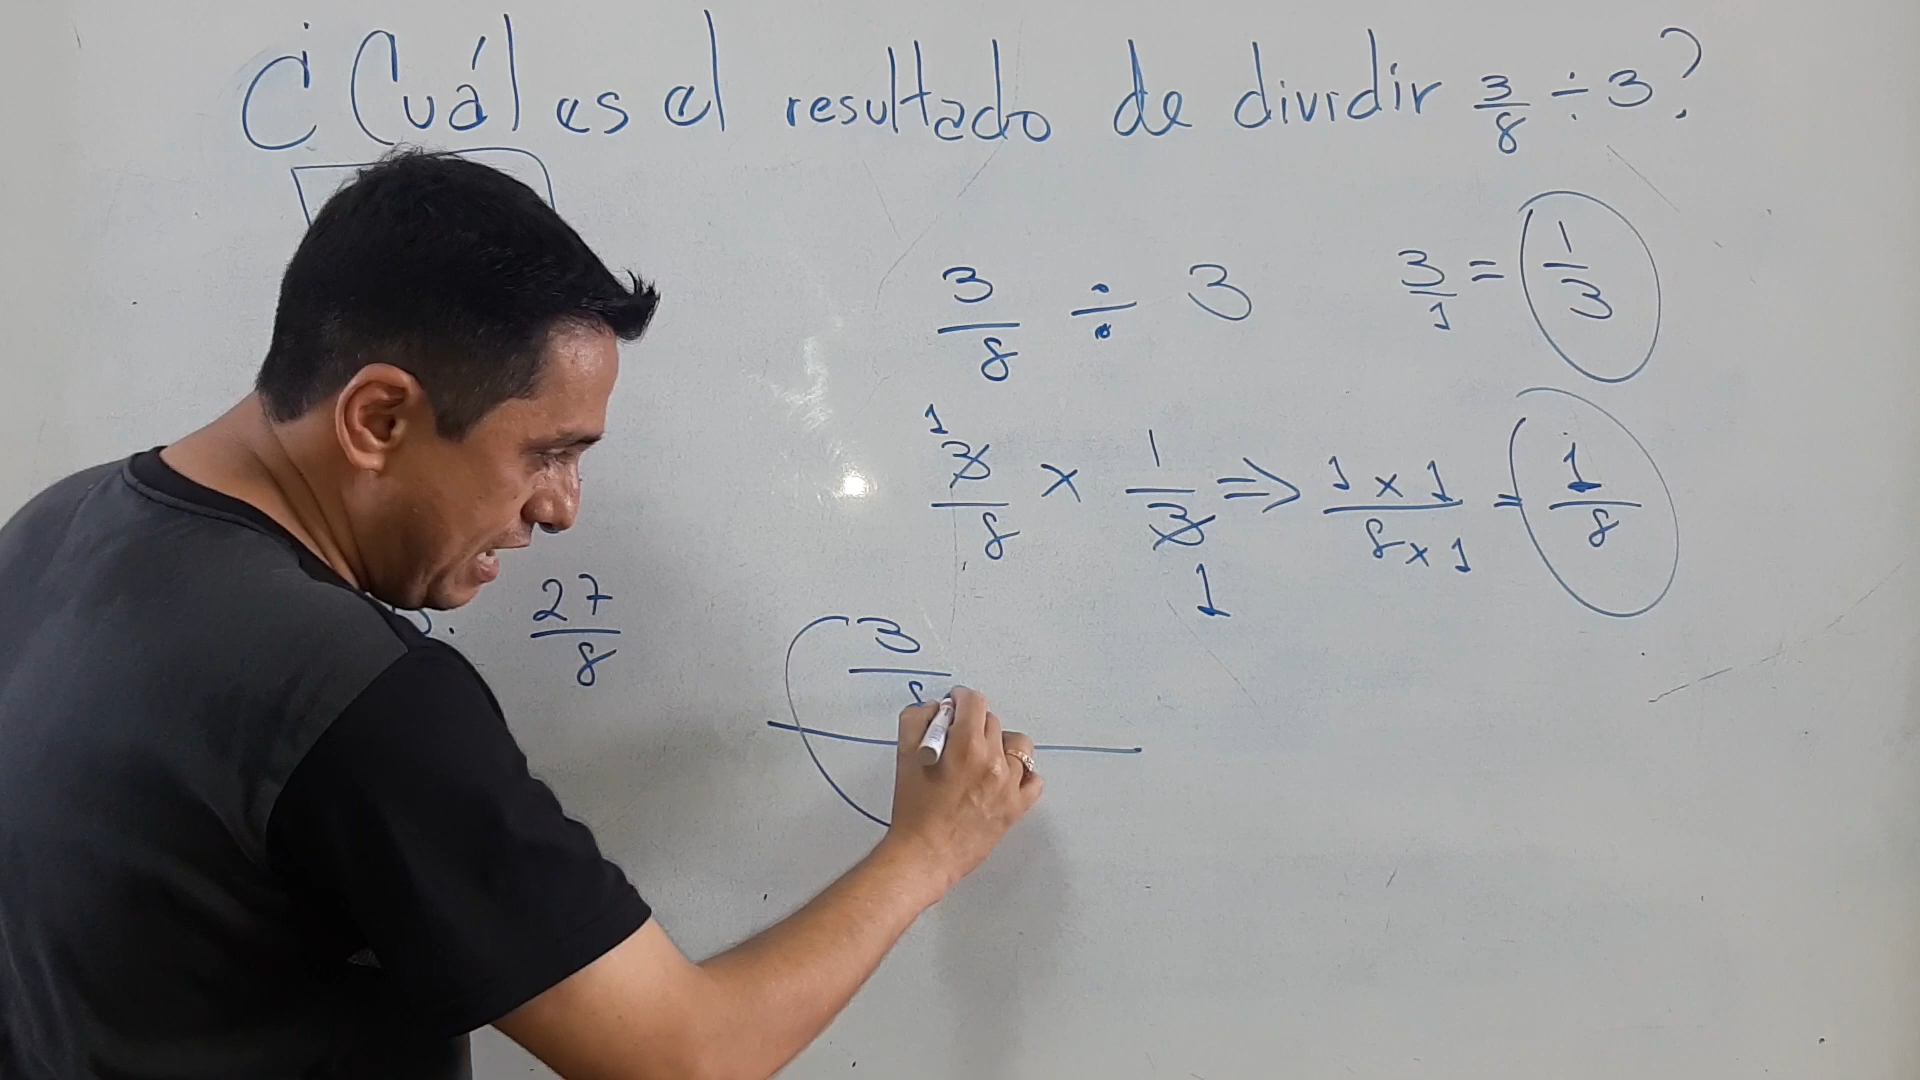 ¿Cuál es el resultado de dividir 3/8 ÷ 3?
3/8 ÷ 3
3/1 = 1/3
1
3/8 × 1/3 ⇒ 1×1/8×1 = 1/8
1
27/8
3/8